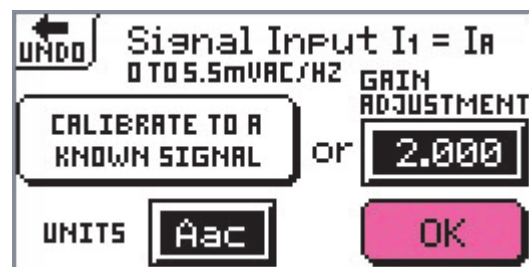 UNDO
Signal Input I1 = IA
0 TO 5.5mVAC/HZ
GAIN
ADJUSTMENT
CALIBRATE TO A
KNOWN SIGNAL
or
2.000
UNITS
Aac
OK